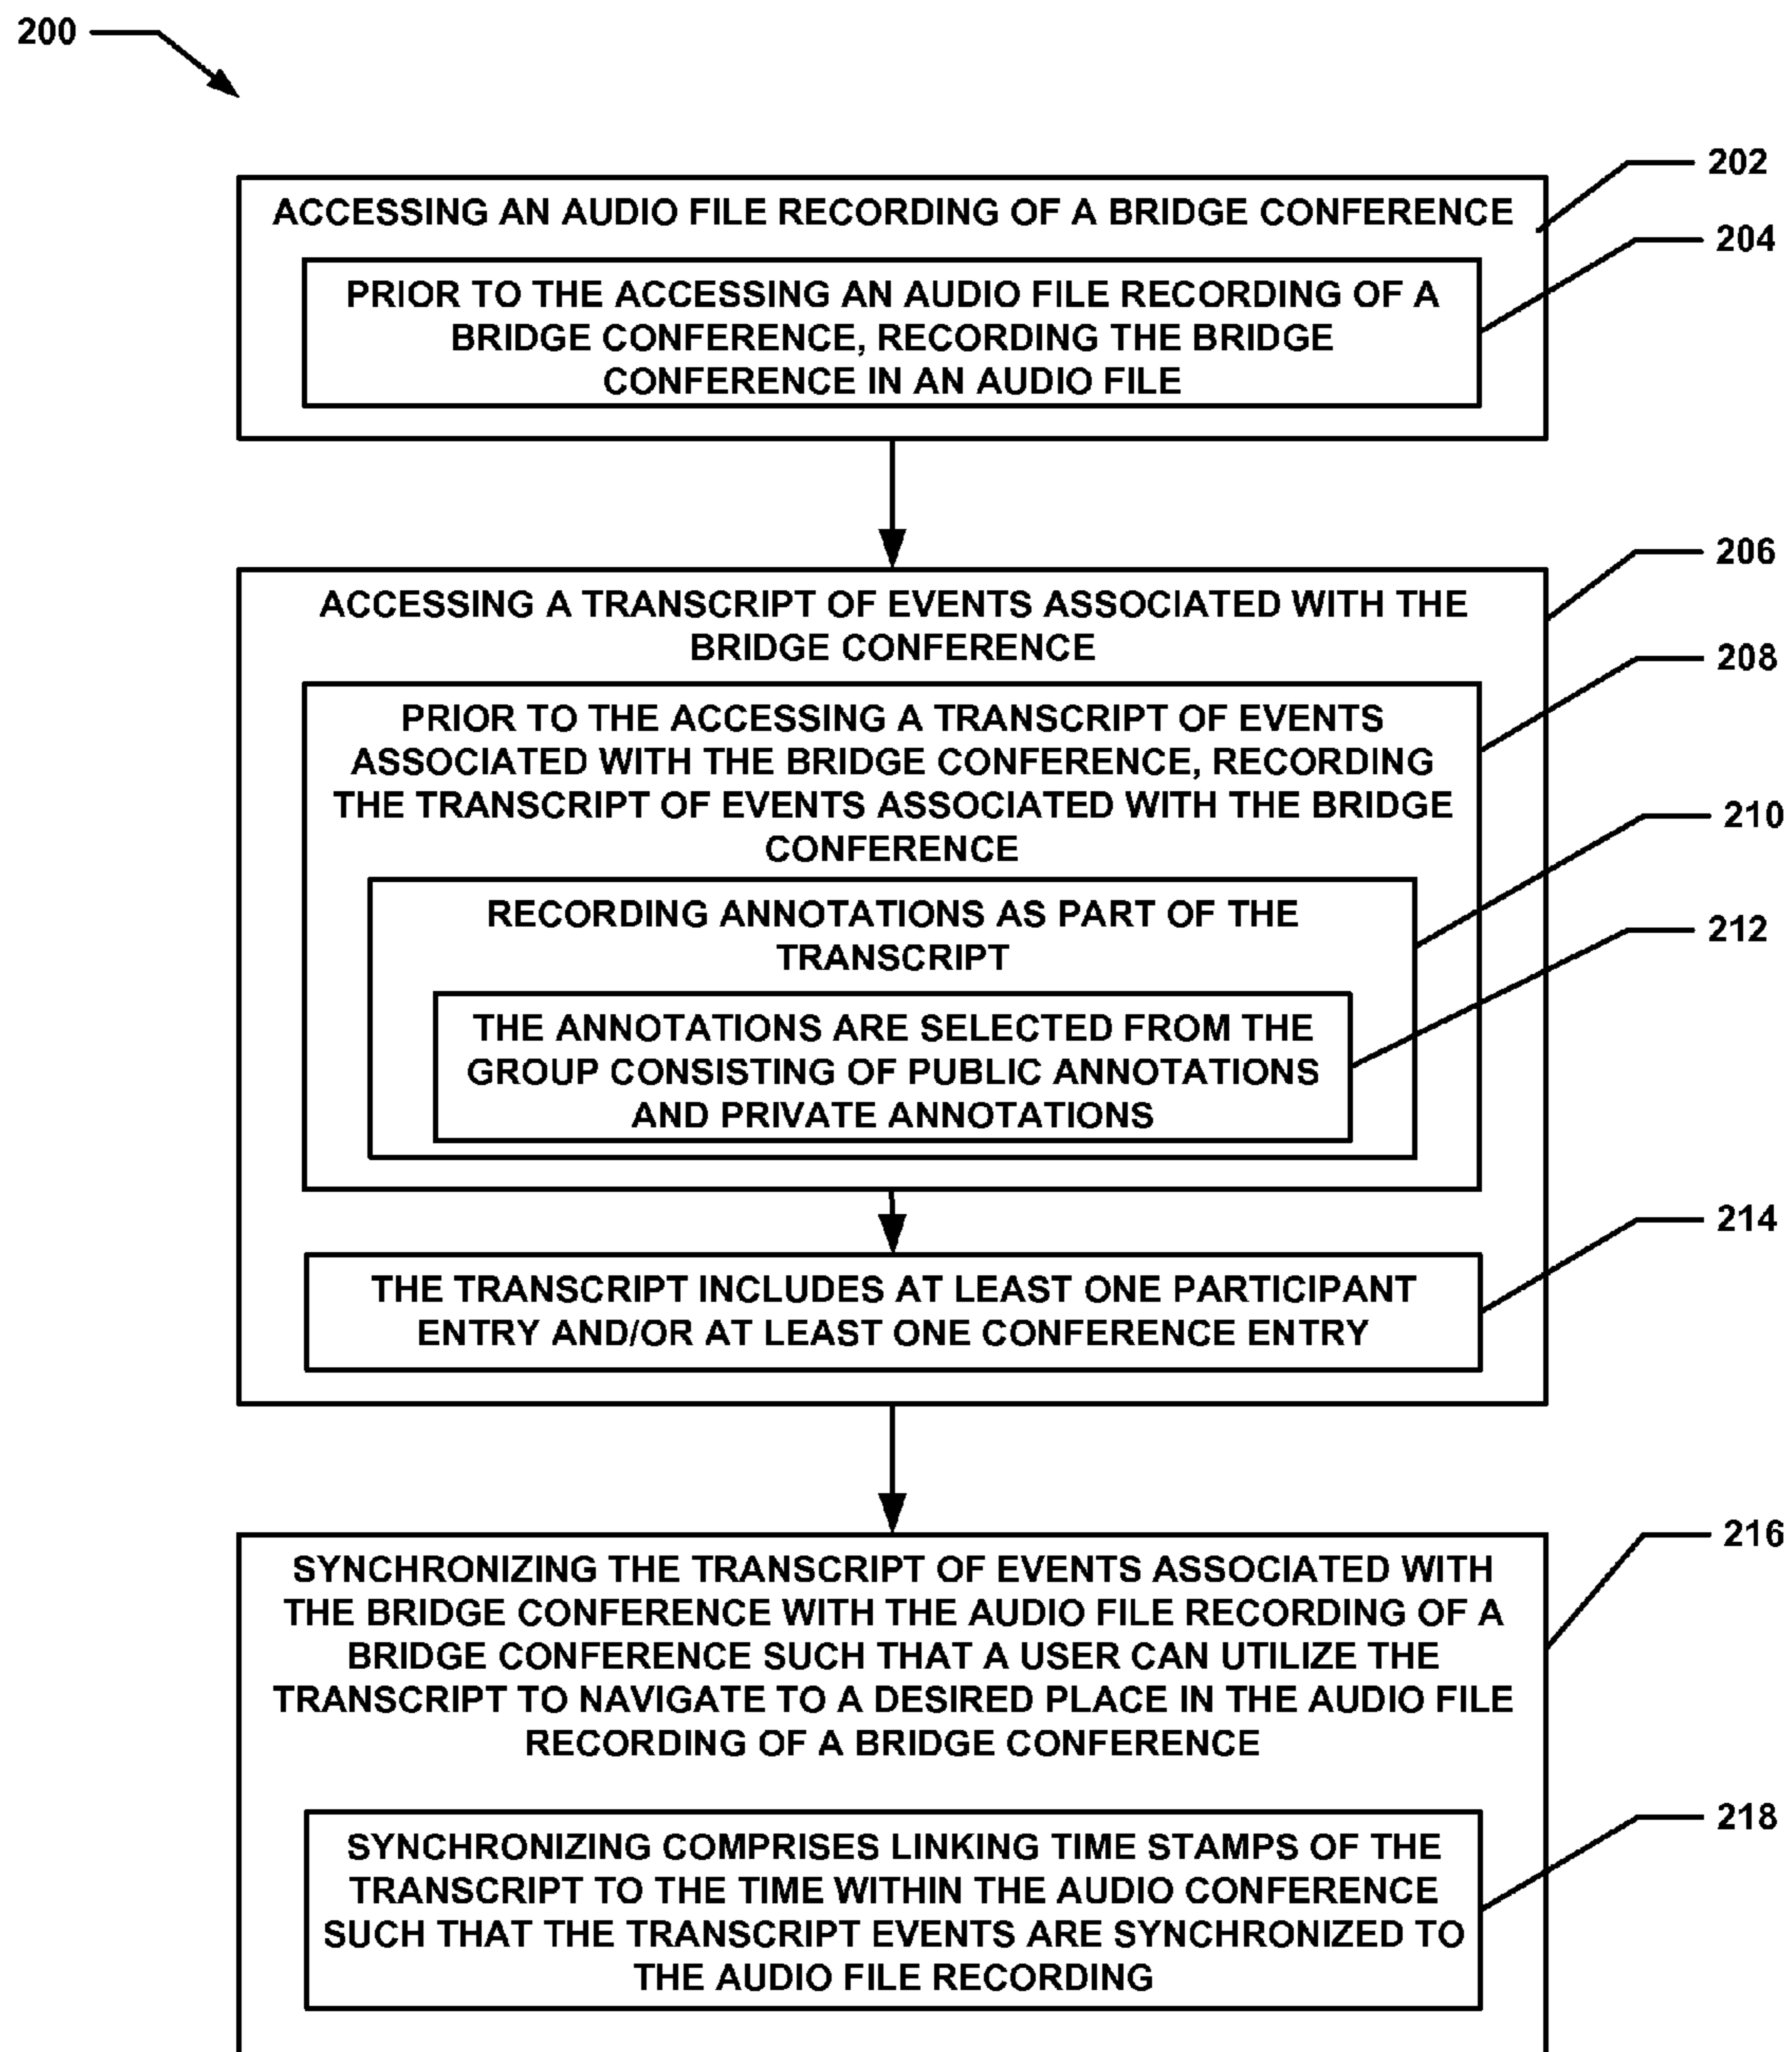 200
202
ACCESSING AN AUDIO FILE RECORDING OF A BRIDGE CONFERENCE
204
PRIOR TO THE ACCESSING AN AUDIO FILE RECORDING OF A
BRIDGE CONFERENCE, RECORDING THE BRIDGE
CONFERENCE IN AN AUDIO FILE
206
ACCESSING A TRANSCRIPT OF EVENTS ASSOCIATED WITH THE
BRIDGE CONFERENCE
208
PRIOR TO THE ACCESSING A TRANSCRIPT OF EVENTS
ASSOCIATED WITH THE BRIDGE CONFERENCE, RECORDING
THE TRANSCRIPT OF EVENTS ASSOCIATED WITH THE BRIDGE
CONFERENCE
210
RECORDING ANNOTATIONS AS PART OF THE
TRANSCRIPT
212
THE ANNOTATIONS ARE SELECTED FROM THE
GROUP CONSISTING OF PUBLIC ANNOTATIONS
AND PRIVATE ANNOTATIONS
214
THE TRANSCRIPT INCLUDES AT LEAST ONE PARTICIPANT
ENTRY AND/OR AT LEAST ONE CONFERENCE ENTRY
216
SYNCHRONIZING THE TRANSCRIPT OF EVENTS ASSOCIATED WITH
THE BRIDGE CONFERENCE WITH THE AUDIO FILE RECORDING OF A
BRIDGE CONFERENCE SUCH THAT A USER CAN UTILIZE THE
TRANSCRIPT TO NAVIGATE TO A DESIRED PLACE IN THE AUDIO FILE
RECORDING OF A BRIDGE CONFERENCE
218
SYNCHRONIZING COMPRISES LINKING TIME STAMPS OF THE
TRANSCRIPT TO THE TIME WITHIN THE AUDIO CONFERENCE
SUCH THAT THE TRANSCRIPT EVENTS ARE SYNCHRONIZED TO
THE AUDIO FILE RECORDING